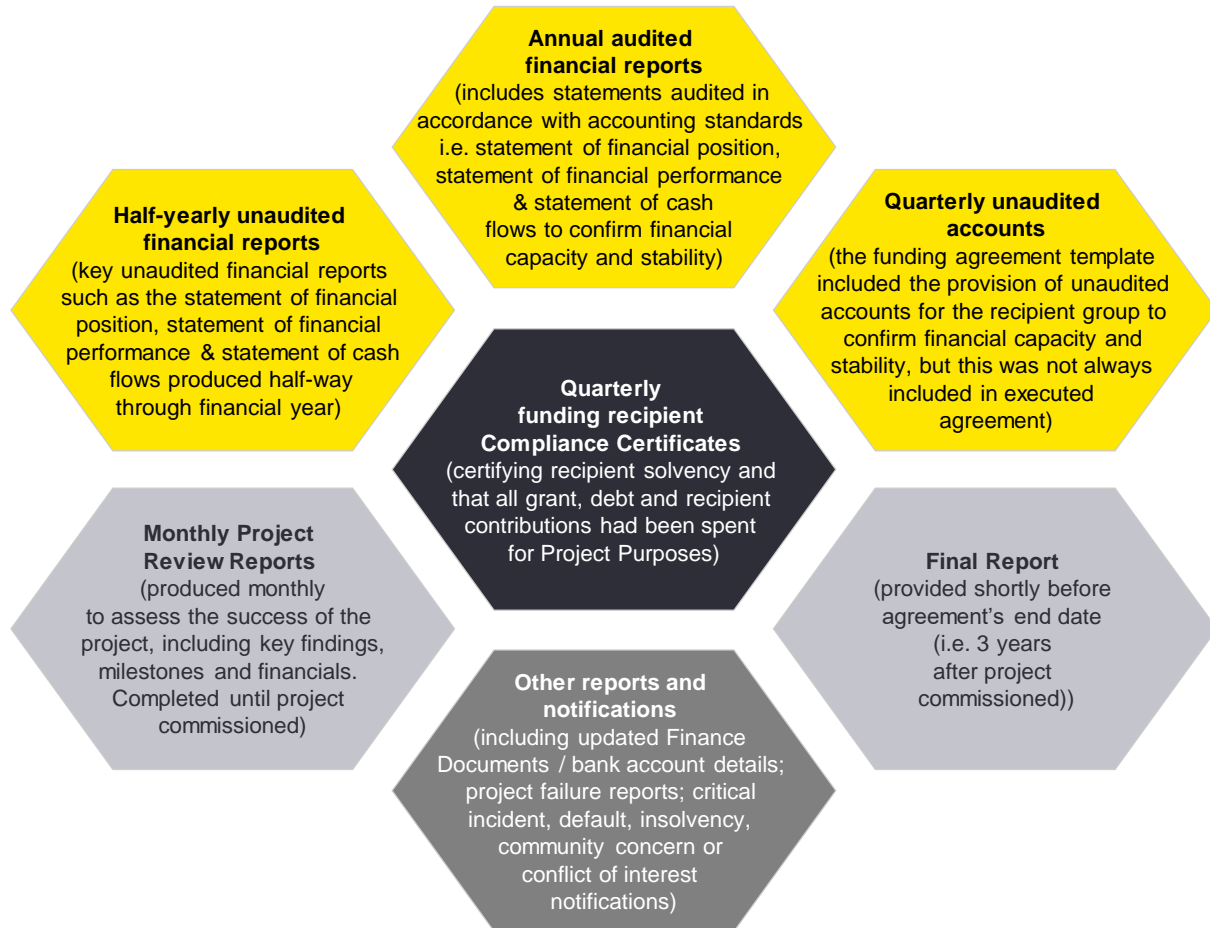 Annual audited
financial reports
(includes statements audited in
accordance with accounting standards
i.e. statement of financial position,
statement of financial performance
& statement of cash
flows to confirm financial
capacity and stability)
Half-yearly unaudited
financial reports
(key unaudited financial reports
such as the statement of financial
position, statement of financial
performance & statement of cash
flows produced half-way
through financial year)
Quarterly unaudited
accounts
(the funding agreement template
included the provision of unaudited
accounts for the recipient group to
confirm financial capacity and
stability, but this was not always
included in executed
agreement)
Quarterly
funding recipient
Compliance Certificates
(certifying recipient solvency and
that all grant, debt and recipient
contributions had been spent
for Project Purposes)
Monthly Project
Review Reports
(produced monthly
to assess the success of the
project, including key findings,
milestones and financials.
Completed until project
commissioned)
Final Report
(provided shortly before
agreement's end date
(i.e. 3 years
after project
commissioned))
Other reports and
notifications
(including updated Finance
Documents / bank account details;
project failure reports; critical
incident, default, insolvency,
community concern or
conflict of interest
notifications)